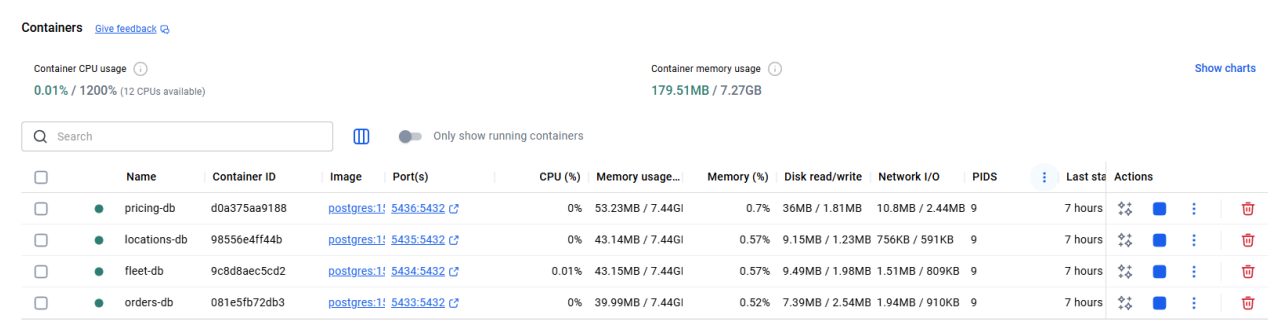 Containers Give feedback
Container CPU usage
0.01% / 1200% (12 CPUs available)
Container memory usage
179.51MB / 7.27GB
Show charts
Search
Only show running containers
Name Container ID Image Port(s) CPU (%) Memory usage... Memory (%) Disk read/write Network I/O PIDS Last sta Actions
pricing-db d0a375aa9188 postgres:15 5436:5432 0% 53.23MB / 7.44GI 0.7% 36MB / 1.81MB 10.8MB / 2.44MB 9 7 hours
locations-db 98556e4ff44b postgres:15 5435:5432 0% 43.14MB / 7.44GI 0.57% 9.15MB / 1.23MB 756KB / 591KB 9 7 hours
fleet-db 9c8d8aec5cd2 postgres:15 5434:5432 0.01% 43.15MB / 7.44GI 0.57% 9.49MB / 1.98MB 1.51MB / 809KB 9 7 hours
orders-db 081e5fb72db3 postgres:15 5433:5432 0% 39.99MB / 7.44GI 0.52% 7.39MB / 2.54MB 1.94MB / 910KB 9 7 hours